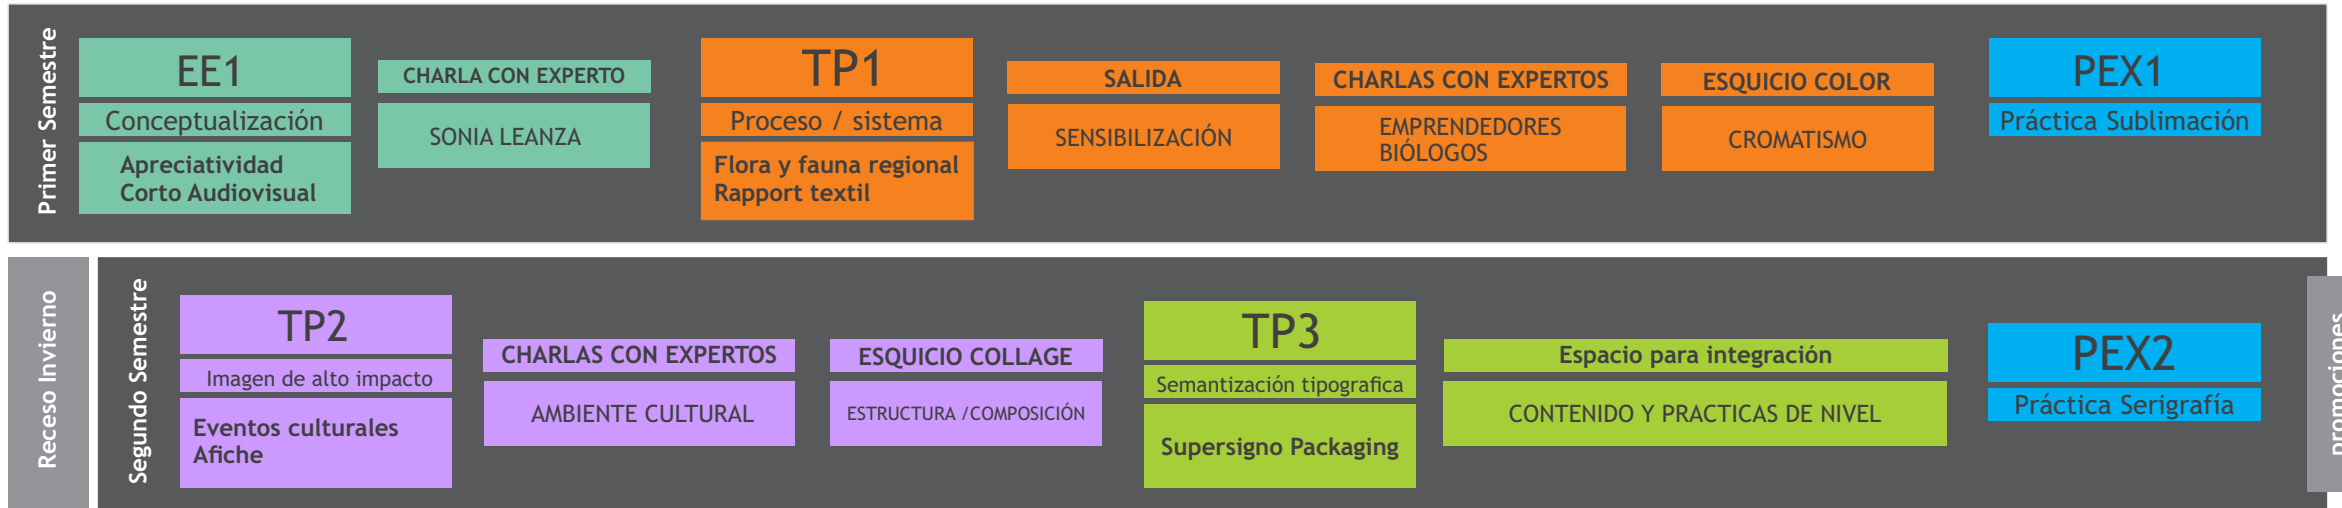 Primer Semestre
EE1
Conceptualización
Apreciatividad
Corto Audiovisual
CHARLA CON EXPERTO
SONIA LEANZA
TP1
Proceso / sistema
Flora y fauna regional
Rapport textil
SALIDA
SENSIBILIZACIÓN
CHARLAS CON EXPERTOS
EMPRENDEDORES
BIÓLOGOS
ESQUICIO COLOR
CROMATISMO
PEX1
Práctica Sublimación
Receso Invierno
Segundo Semestre
TP2
Imagen de alto impacto
Eventos culturales
Afiche
CHARLAS CON EXPERTOS
AMBIENTE CULTURAL
ESQUICIO COLLAGE
ESTRUCTURA /COMPOSICIÓN
TP3
Semantización tipografica
Supersigno Packaging
Espacio para integración
CONTENIDO Y PRACTICAS DE NIVEL
PEX2
Práctica Serigrafía
promociones